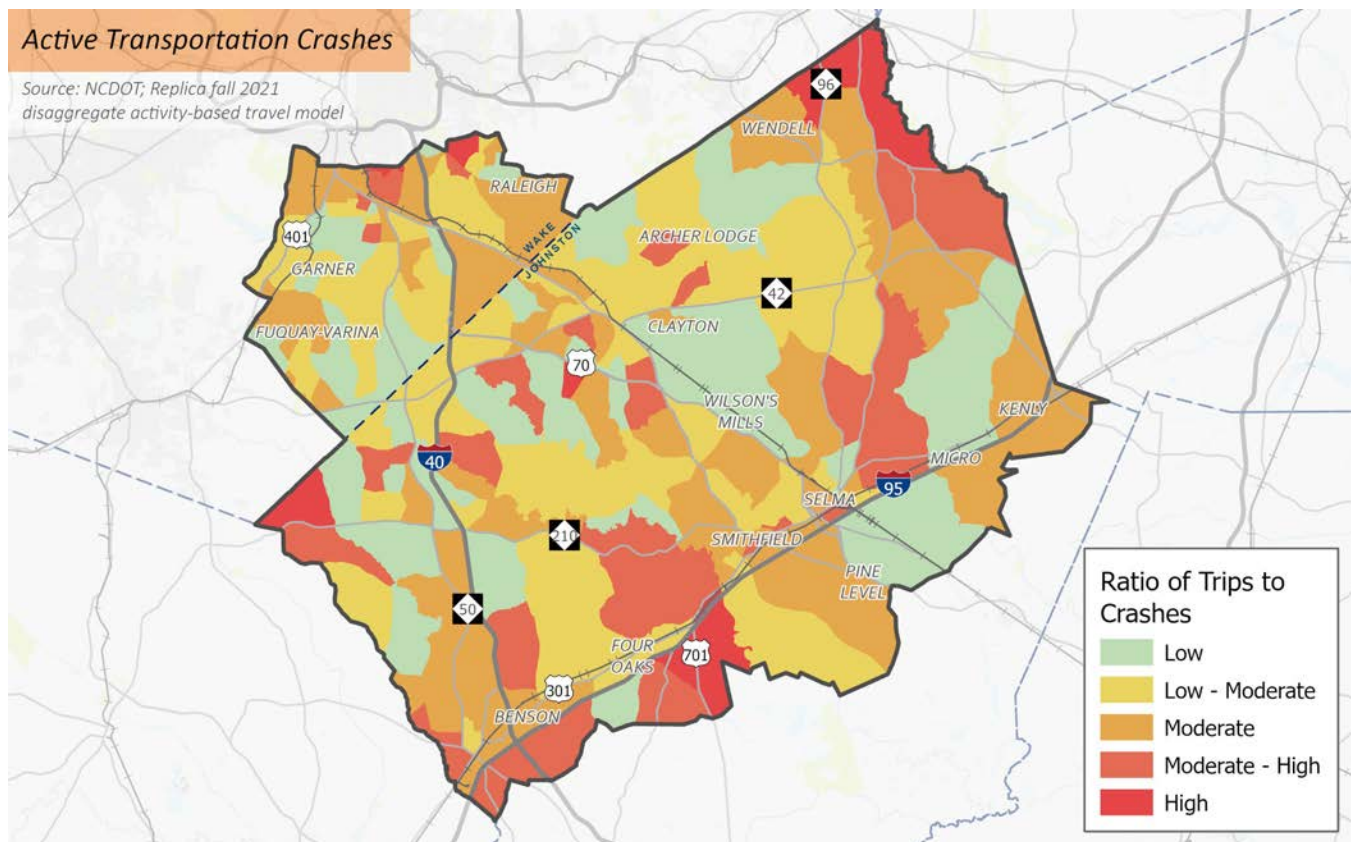 Active Transportation Crashes
Source: NCDOT; Replica fall 2021
disaggregate activity-based travel model
96
WENDELL
RALEIGH
401
WAKE
JOHNSTON
ARCHER LODGE
GARNER
42
FUQUAY-VARINA
CLAYTON
70
WILSON'S
MILLS
KENLY
40
MICRO
95
SELMA
210
SMITHFIELD
PINE
LEVEL
50
FOUR
OAKS
701
301
BENSON
Ratio of Trips to
Crashes
Low
Low - Moderate
Moderate
Moderate - High
High